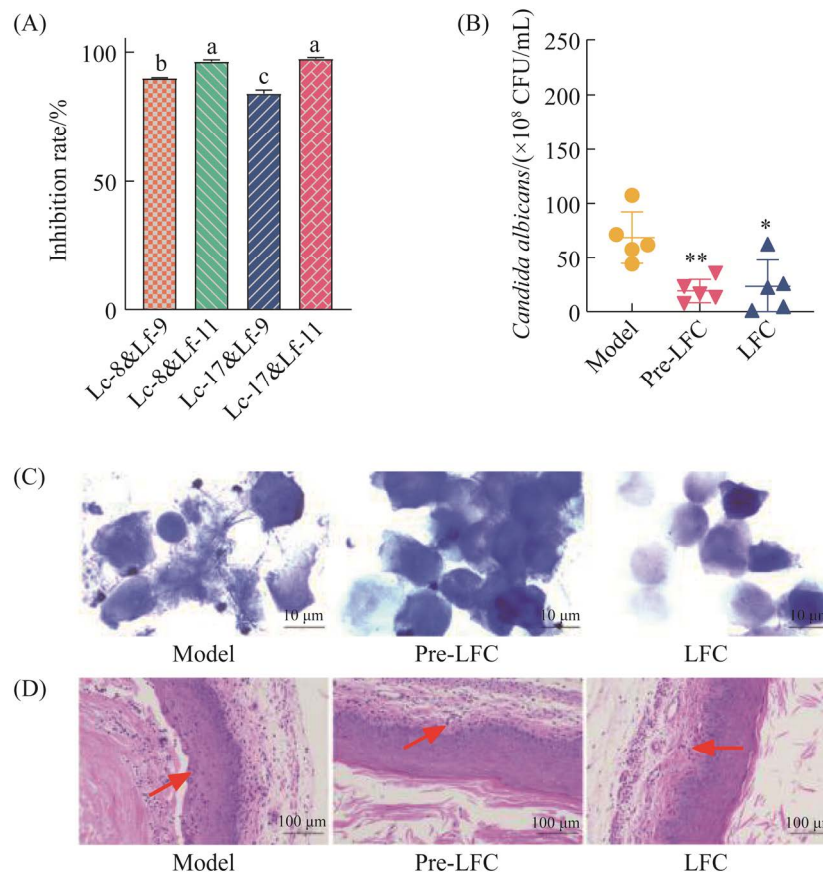 (A)
Inhibition rate/%
100
50
0
b
a
c
a
Lc-8&Lf-9
Lc-8&Lf-11
Lc-17&Lf-9
Lc-17&Lf-11
(B)
Candida albicans/(×10⁸ CFU/mL)
250
200
150
100
50
0
**
*
Model
Pre-LFC
LFC
(C)
10 μm
10 μm
10 μm
Model
Pre-LFC
LFC
(D)
100 μm
100 μm
100 μm
Model
Pre-LFC
LFC